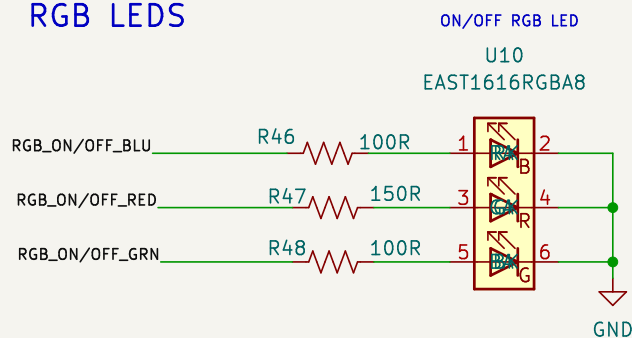 RGB LEDS
ON/OFF RGB LED
U10
EAST1616RGBA8
RGB_ON/OFF_BLU R46 100R 1 2
B
RGB_ON/OFF_RED R47 150R 3 4
R
RGB_ON/OFF_GRN R48 100R 5 6
G
GND